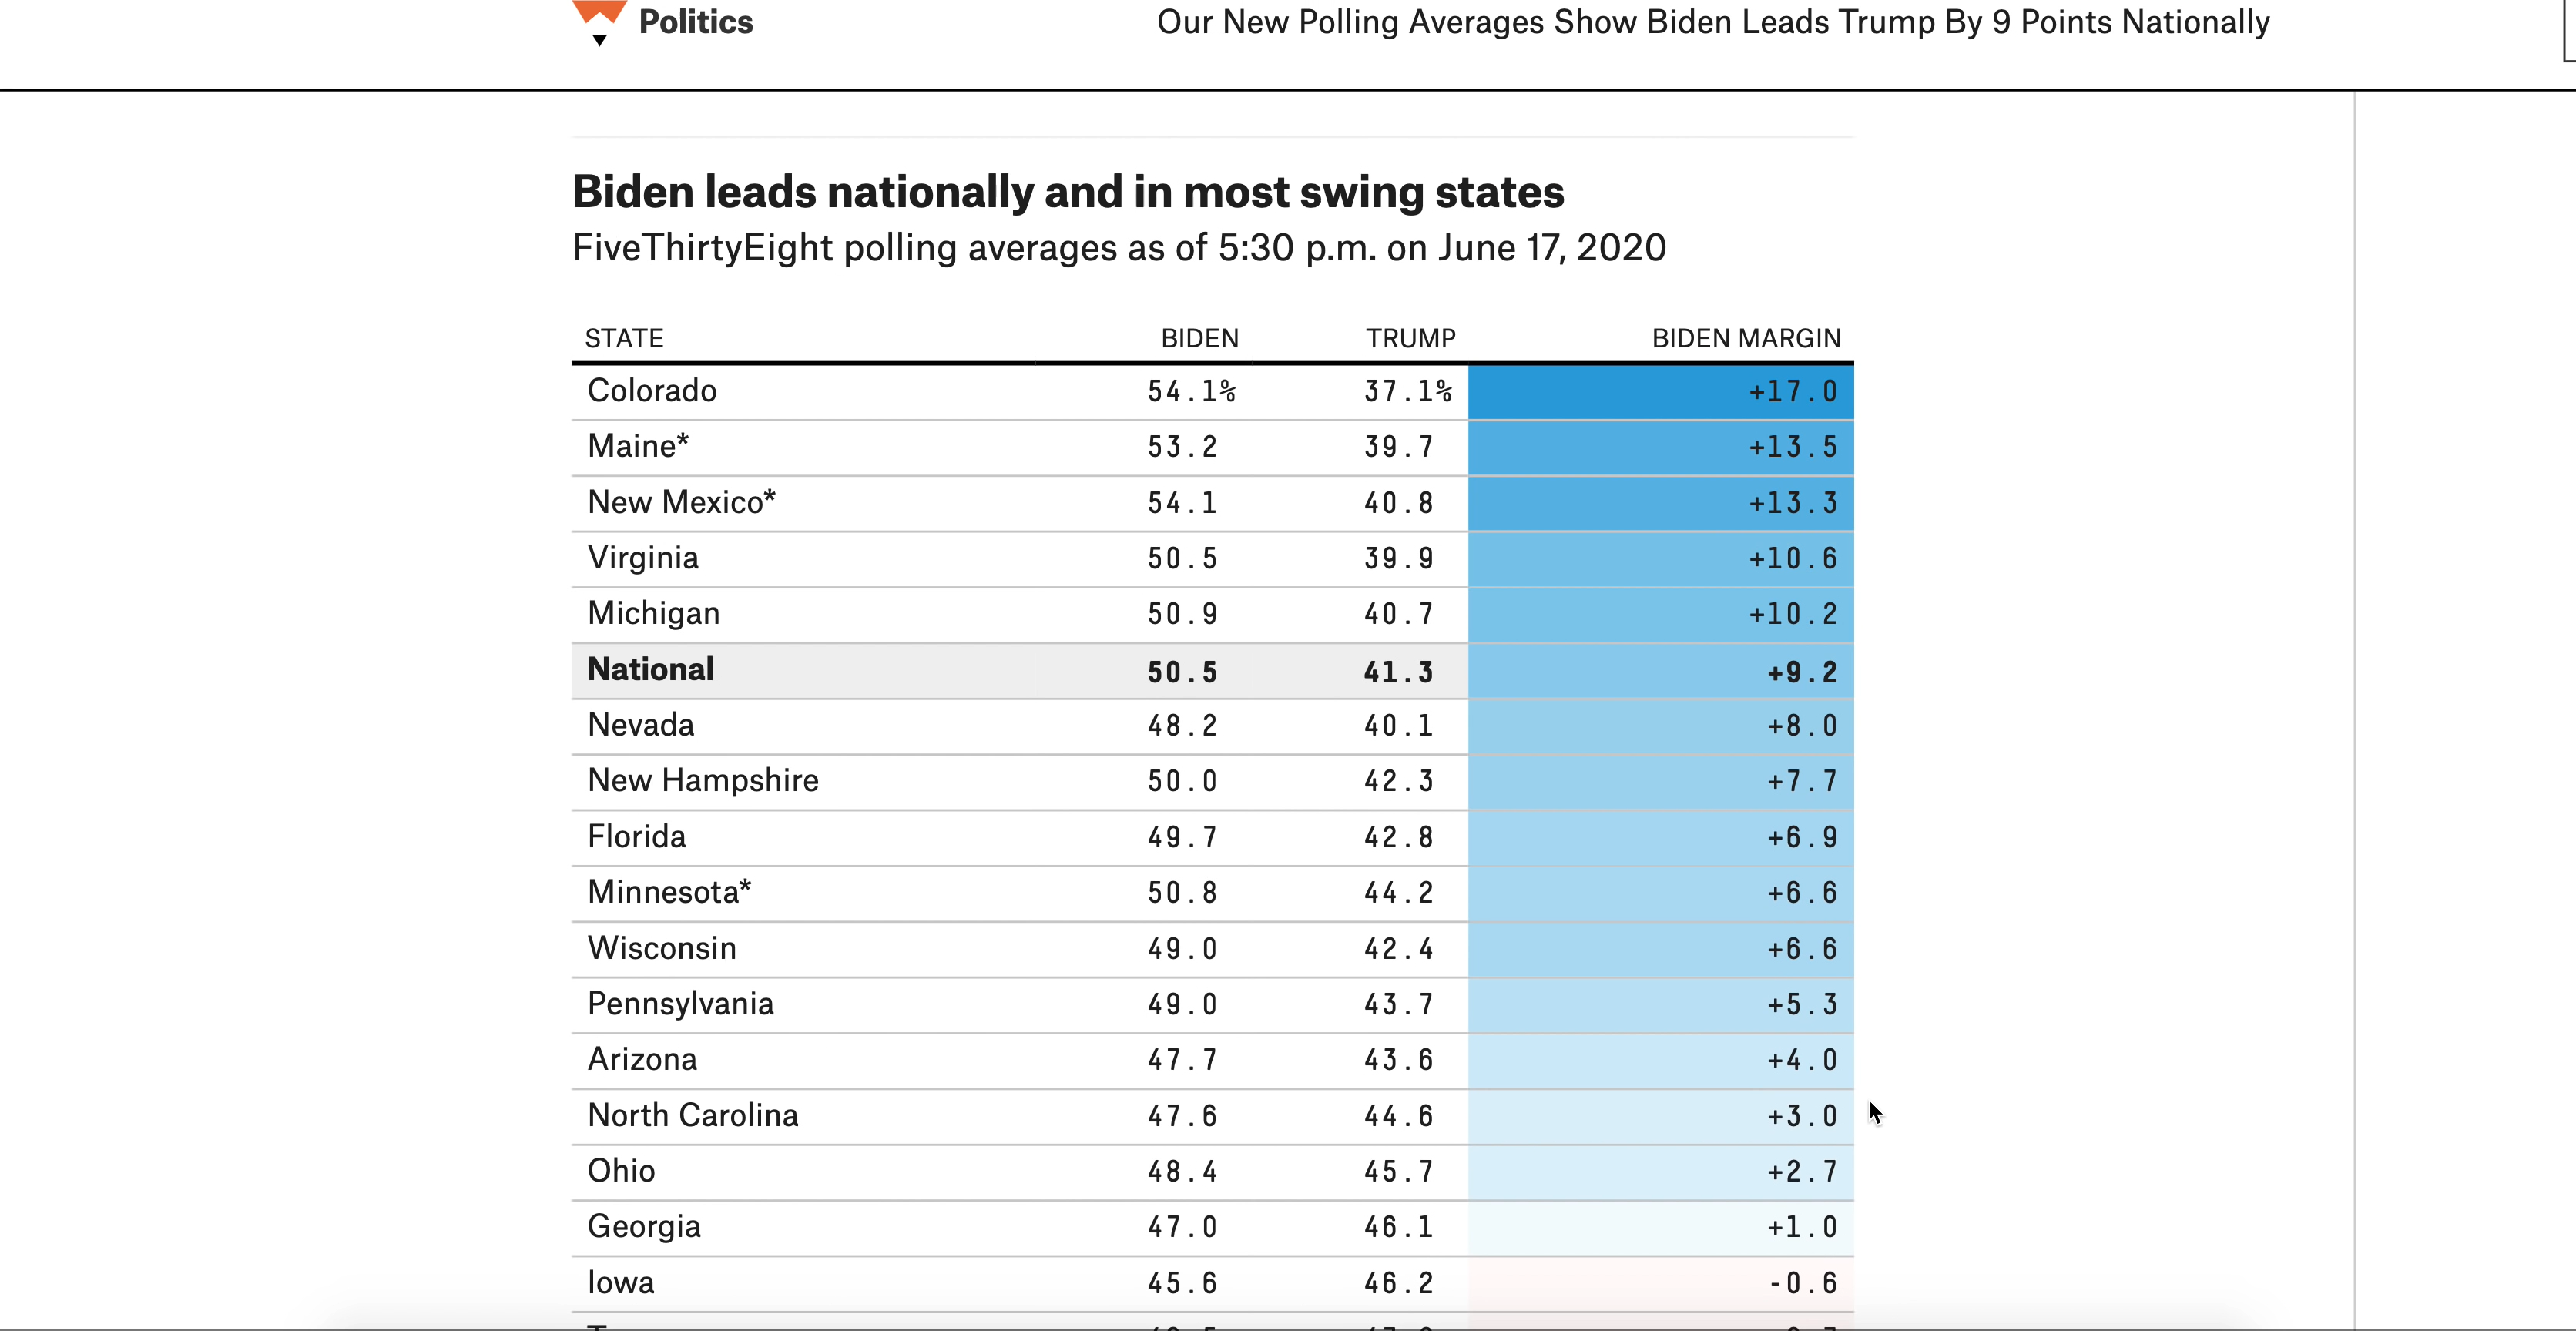 Politics
Our New Polling Averages Show Biden Leads Trump By 9 Points Nationally
Biden leads nationally and in most swing states
FiveThirtyEight polling averages as of 5:30 p.m. on June 17, 2020
STATE BIDEN TRUMP BIDEN MARGIN
Colorado 54.1% 37.1% +17.0
Maine* 53.2 39.7 +13.5
New Mexico* 54.1 40.8 +13.3
Virginia 50.5 39.9 +10.6
Michigan 50.9 40.7 +10.2
National 50.5 41.3 +9.2
Nevada 48.2 40.1 +8.0
New Hampshire 50.0 42.3 +7.7
Florida 49.7 42.8 +6.9
Minnesota* 50.8 44.2 +6.6
Wisconsin 49.0 42.4 +6.6
Pennsylvania 49.0 43.7 +5.3
Arizona 47.7 43.6 +4.0
North Carolina 47.6 44.6 +3.0
Ohio 48.4 45.7 +2.7
Georgia 47.0 46.1 +1.0
Iowa 45.6 46.2 -0.6